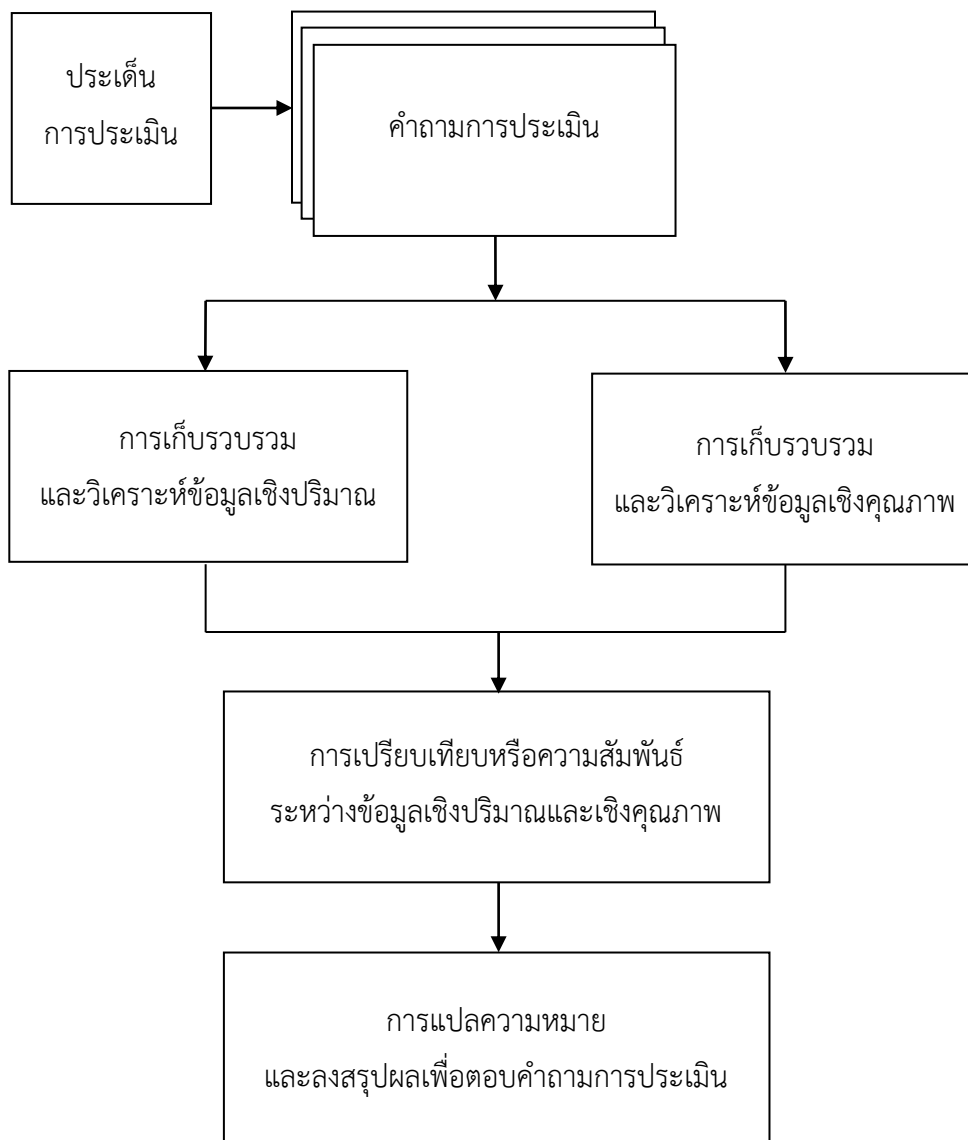 ประเด็น
การประเมิน
คำถามการประเมิน
การเก็บรวบรวม
และวิเคราะห์ข้อมูลเชิงปริมาณ
การเก็บรวบรวม
และวิเคราะห์ข้อมูลเชิงคุณภาพ
การเปรียบเทียบหรือความสัมพันธ์
ระหว่างข้อมูลเชิงปริมาณและเชิงคุณภาพ
การแปลความหมาย
และลงสรุปผลเพื่อตอบคำถามการประเมิน